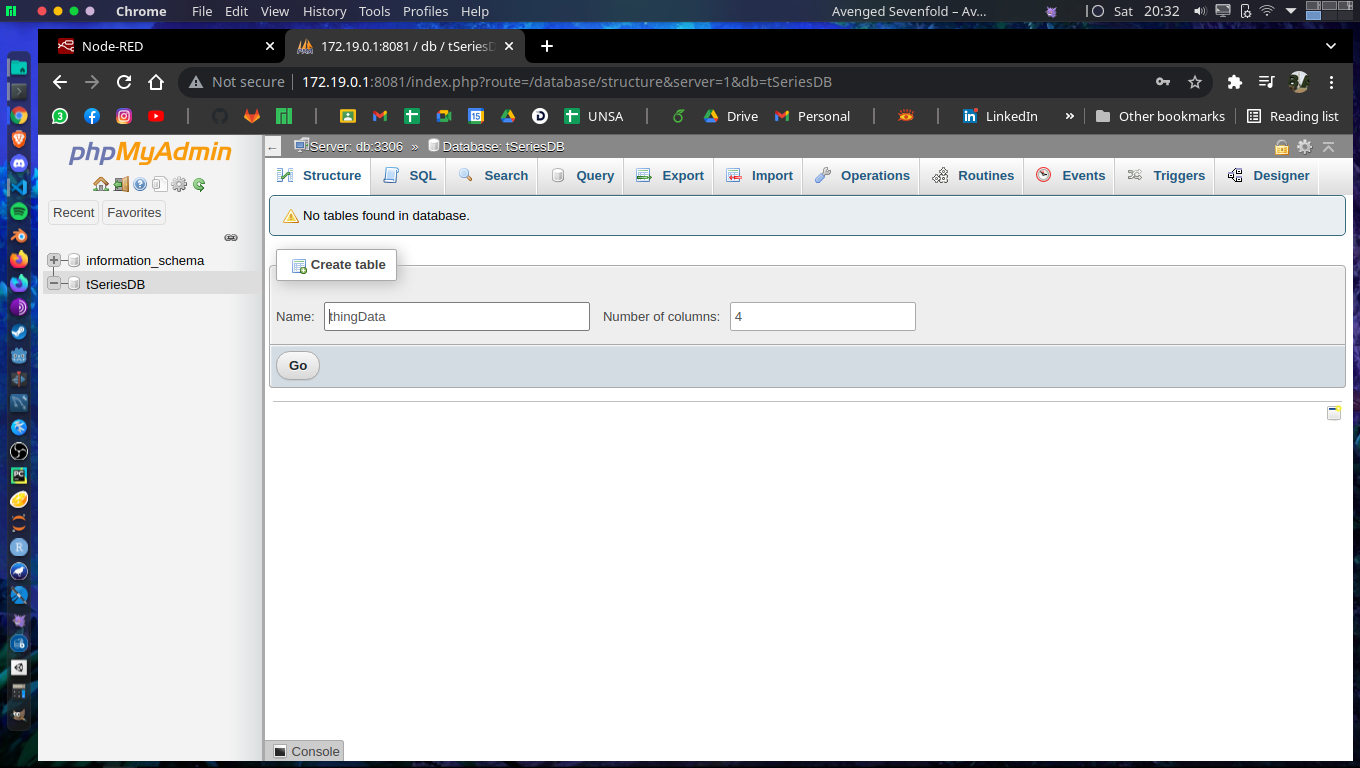 Chrome File Edit View History Tools Profiles Help Avenged Sevenfold – Av... Sat 20:32
Node-RED 172.19.0.1:8081 / db / tSeriesD
Not secure 172.19.0.1:8081/index.php?route=/database/structure&server=1&db=tSeriesDB
UNSA Drive Personal LinkedIn » Other bookmarks Reading list
phpMyAdmin
Recent Favorites
information_schema
tSeriesDB
Server: db:3306 » Database: tSeriesDB
Structure SQL Search Query Export Import Operations Routines Events Triggers Designer
No tables found in database.
Create table
Name: thingData Number of columns: 4
Go
Console